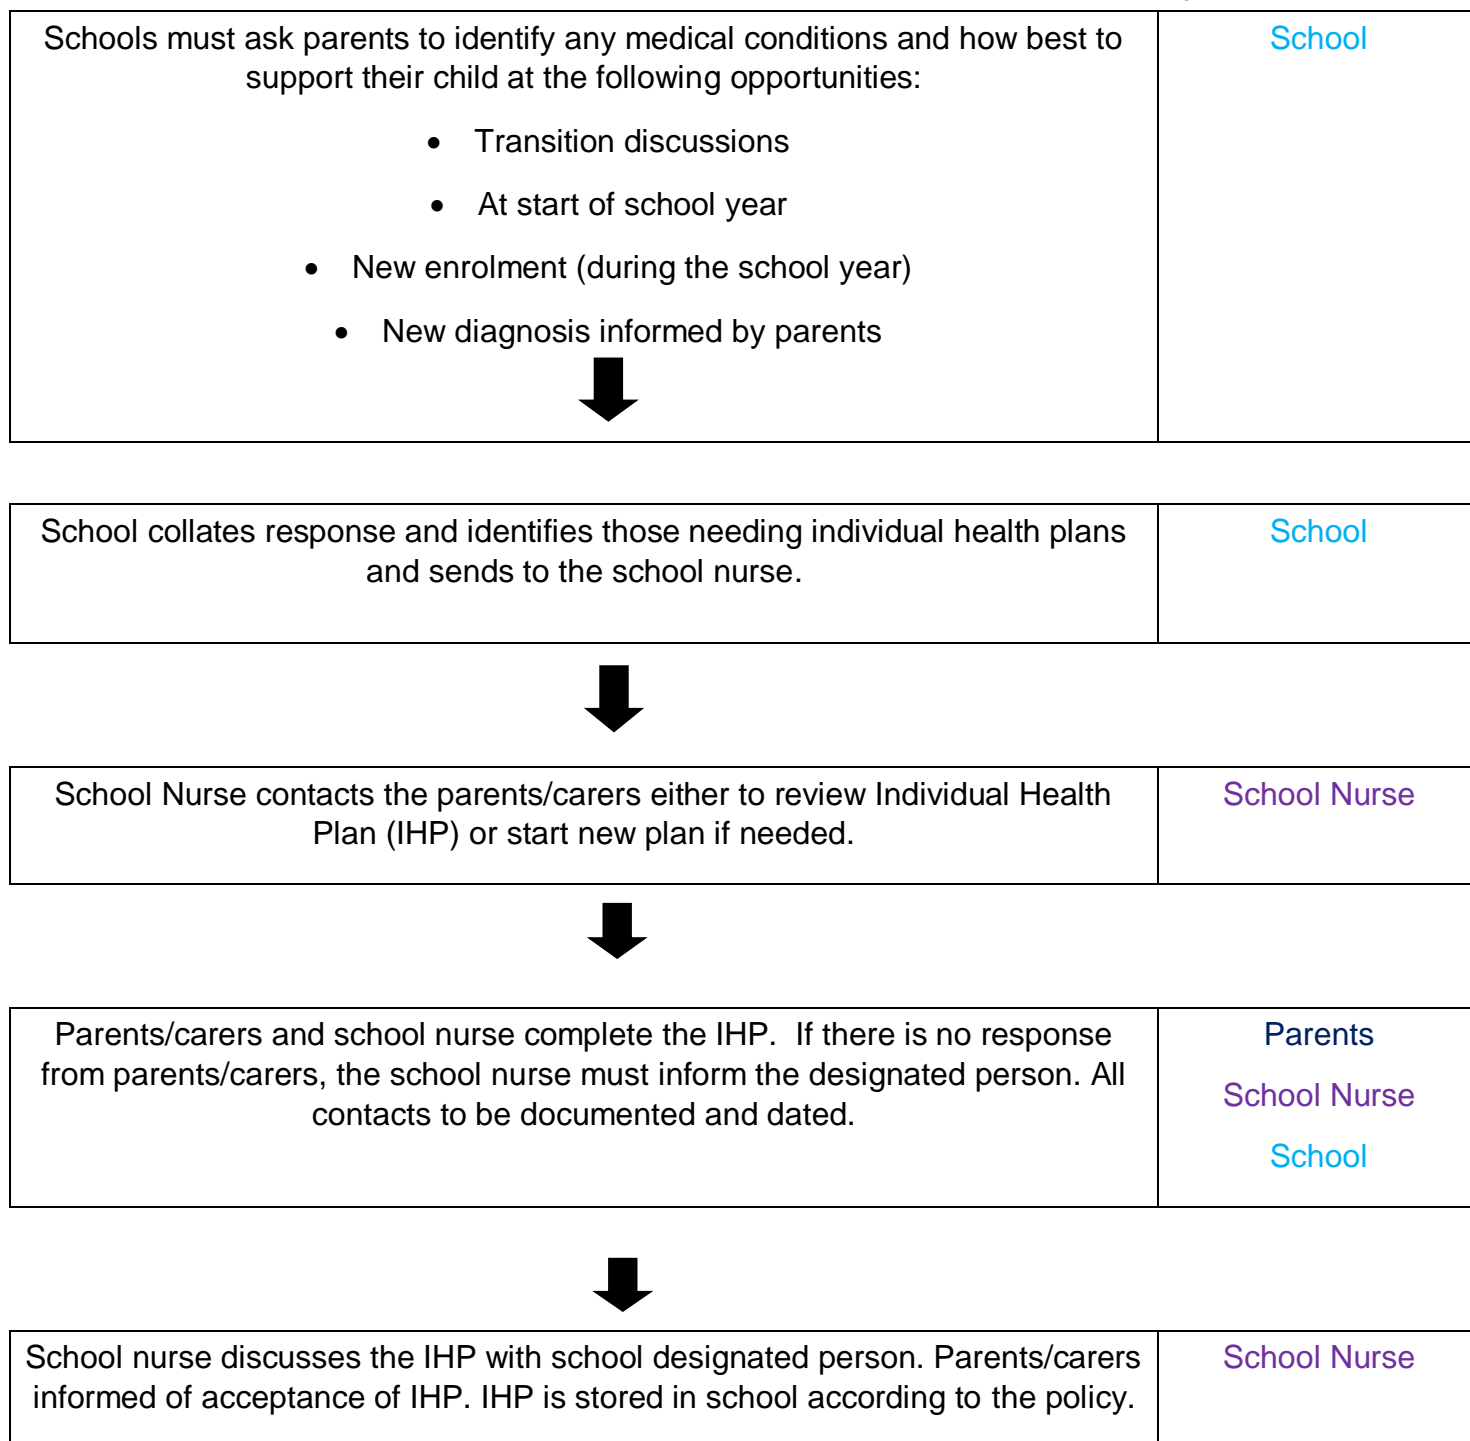 Schools must ask parents to identify any medical conditions and how best to
support their child at the following opportunities:
• Transition discussions
• At start of school year
• New enrolment (during the school year)
• New diagnosis informed by parents
School
School collates response and identifies those needing individual health plans
and sends to the school nurse.
School
School Nurse contacts the parents/carers either to review Individual Health
Plan (IHP) or start new plan if needed.
School Nurse
Parents/carers and school nurse complete the IHP.  If there is no response
from parents/carers, the school nurse must inform the designated person. All
contacts to be documented and dated.
Parents
School Nurse
School
School nurse discusses the IHP with school designated person. Parents/carers
informed of acceptance of IHP. IHP is stored in school according to the policy.
School Nurse